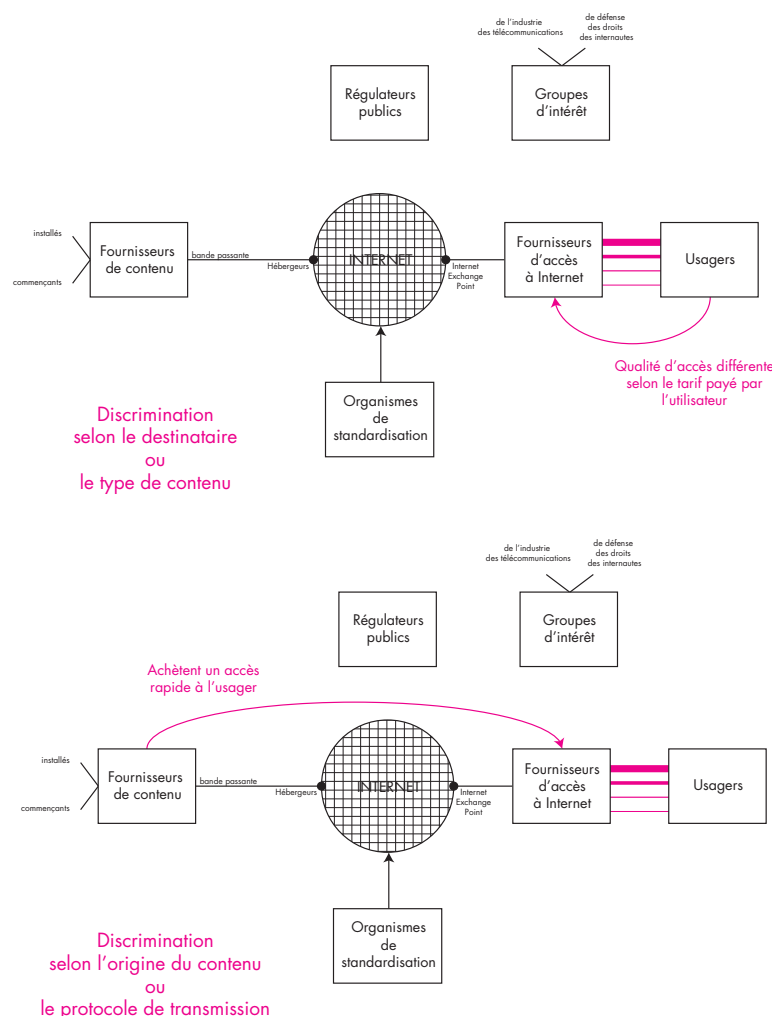 de l'industrie
des télécommunications
de défense
des droits
des internautes
Régulateurs
publics
Groupes
d'intérêt
installés
commençants
Fournisseurs
de contenu
bande passante
Hébergeurs
INTERNET
Internet
Exchange
Point
Fournisseurs
d'accès
à Internet
Usagers
Qualité d'accès différente
selon le tarif payé par
l'utilisateur
Organismes
de
standardisation
Discrimination
selon le destinataire
ou
le type de contenu
de l'industrie
des télécommunications
de défense
des droits
des internautes
Régulateurs
publics
Groupes
d'intérêt
Achètent un accès
rapide à l'usager
installés
commençants
Fournisseurs
de contenu
bande passante
Hébergeurs
INTERNET
Internet
Exchange
Point
Fournisseurs
d'accès
à Internet
Usagers
Organismes
de
standardisation
Discrimination
selon l'origine du contenu
ou
le protocole de transmission